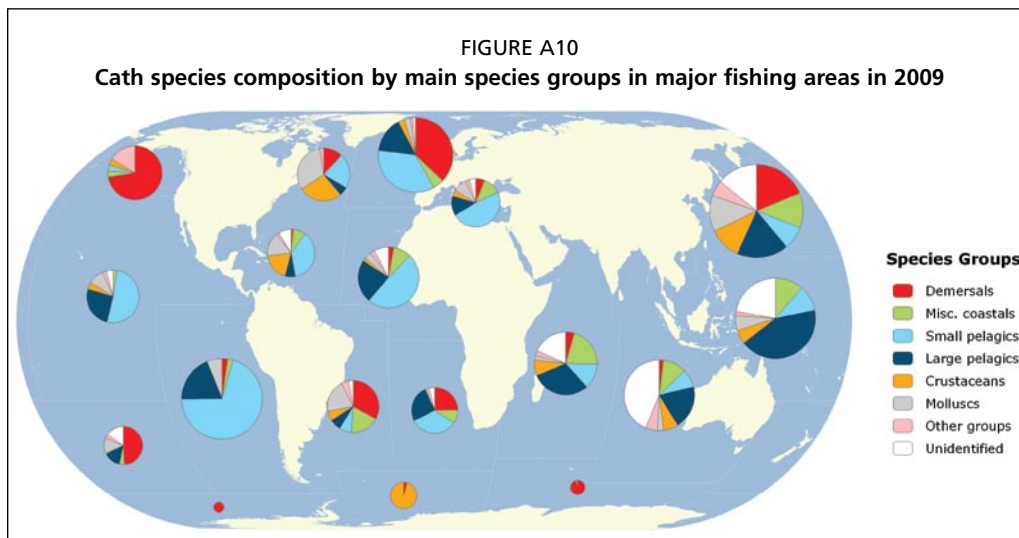 FIGURE A10
Cath species composition by main species groups in major fishing areas in 2009
Species Groups
Demersals
Misc. coastals
Small pelagics
Large pelagics
Crustaceans
Molluscs
Other groups
Unidentified